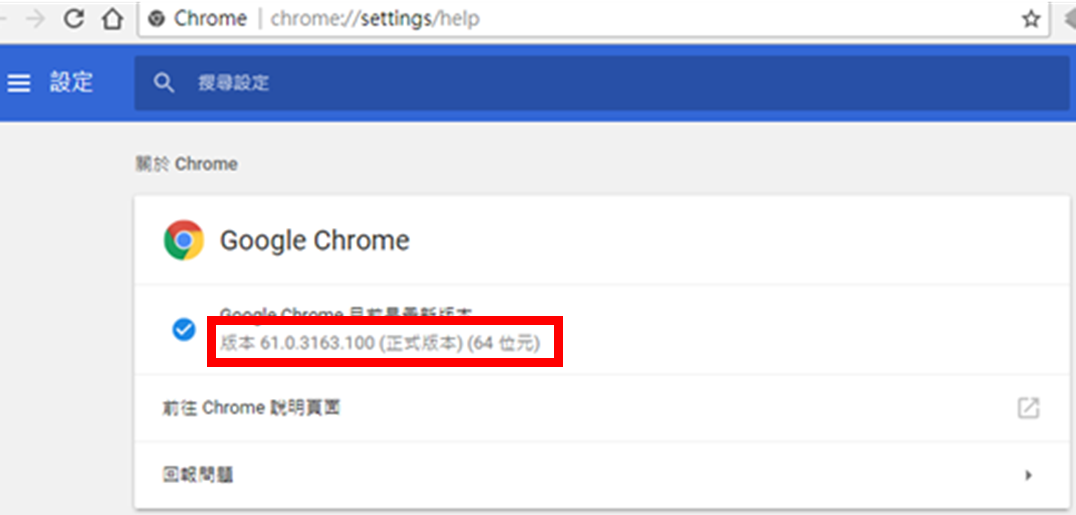 Chrome | chrome://settings/help
設定 搜尋設定
關於 Chrome
Google Chrome
Google Chrome 目前是最新版本
版本 61.0.3163.100 (正式版本) (64 位元)
前往 Chrome 說明頁面
回報問題